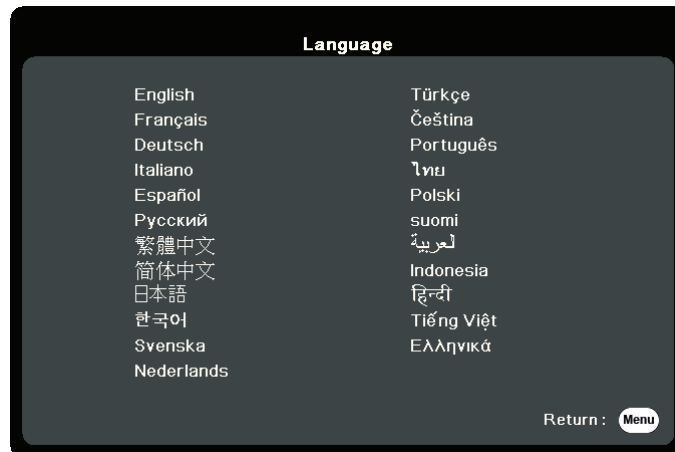 Language
English
Français
Deutsch
Italiano
Español
Русский
繁體中文
简体中文
日本語
한국어
Svenska
Nederlands
Türkçe
Čeština
Português
ไทย
Polski
suomi
العربية
Indonesia
हिन्दी
Tiếng Việt
Ελληνικά
Return: Menu